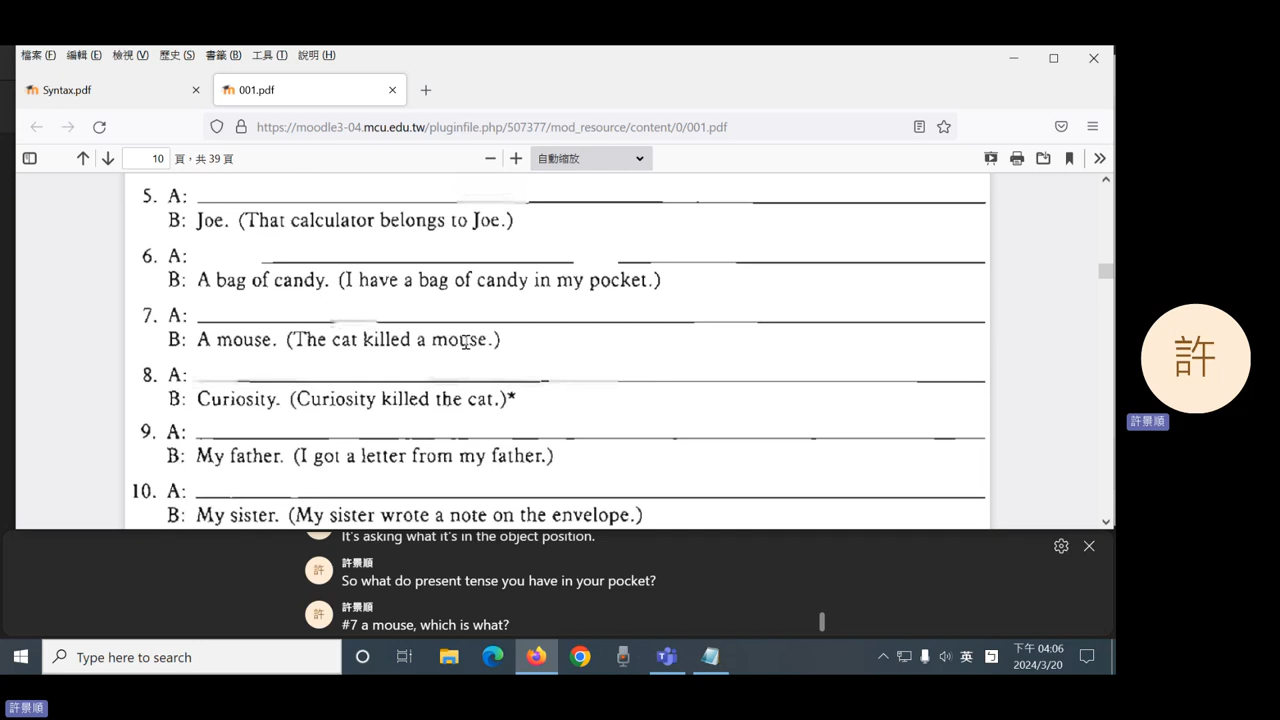 檔案 (F) 編輯 (E) 檢視 (V) 歷史 (S) 書籤 (B) 工具 (T) 說明 (H)
Syntax.pdf
001.pdf
https://moodle3-04.mcu.edu.tw/pluginfile.php/507377/mod_resource/content/0/001.pdf
10 頁，共 39 頁
自動縮放
5. A:
B: Joe. (That calculator belongs to Joe.)
6. A:
B: A bag of candy. (I have a bag of candy in my pocket.)
7. A:
B: A mouse. (The cat killed a mouse.)
8. A:
B: Curiosity. (Curiosity killed the cat.)*
9. A:
B: My father. (I got a letter from my father.)
10. A:
B: My sister. (My sister wrote a note on the envelope.)
許
許景順
It's asking what it's in the object position.
許
許景順
So what do present tense you have in your pocket?
許
許景順
#7 a mouse, which is what?
Type here to search
英
下午 04:06
2024/3/20
許景順